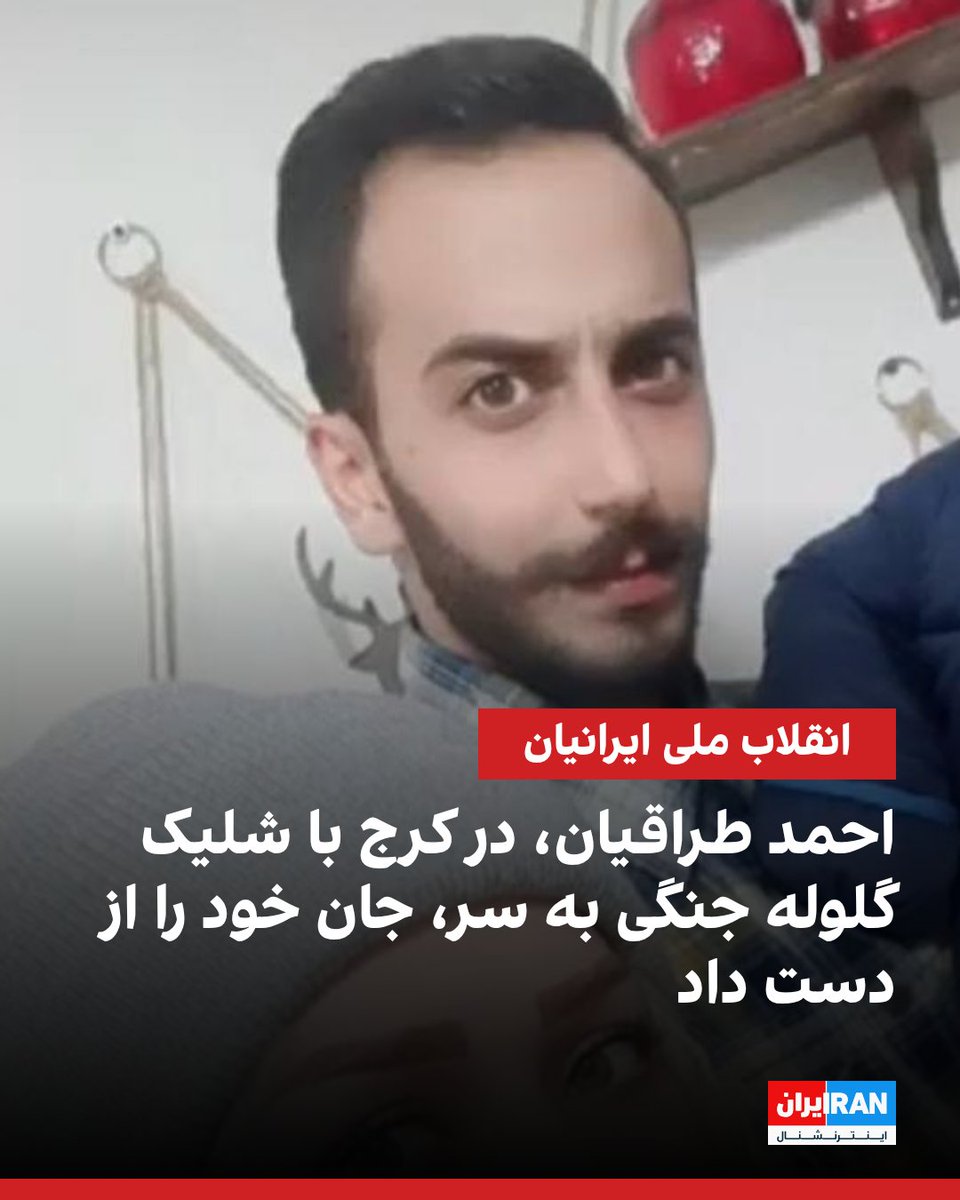 انقلاب ملی ایرانیان
احمد طراقیان، در کرج با شلیک
گلوله جنگی به سر، جان خود را از
دست داد
ایران IRAN
اینترنشنال